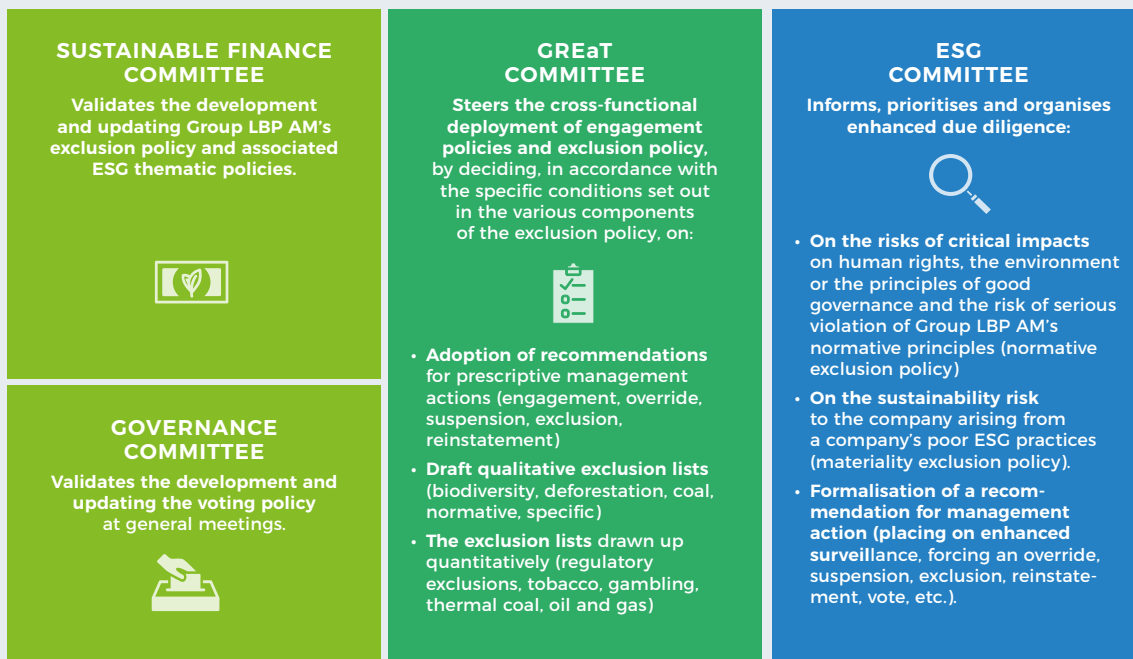 SUSTAINABLE FINANCE
COMMITTEE
Validates the development
and updating Group LBP AM's
exclusion policy and associated
ESG thematic policies.
GOVERNANCE
COMMITTEE
Validates the development and
updating the voting policy
at general meetings.
GREaT
COMMITTEE
Steers the cross-functional
deployment of engagement
policies and exclusion policy,
by deciding, in accordance with
the specific conditions set out
in the various components
of the exclusion policy, on:
• Adoption of recommendations
for prescriptive management
actions (engagement, override,
suspension, exclusion,
reinstatement)
• Draft qualitative exclusion lists
(biodiversity, deforestation, coal,
normative, specific)
• The exclusion lists drawn up
quantitatively (regulatory
exclusions, tobacco, gambling,
thermal coal, oil and gas)
ESG
COMMITTEE
Informs, prioritises and organises
enhanced due diligence:
• On the risks of critical impacts
on human rights, the environment
or the principles of good
governance and the risk of serious
violation of Group LBP AM's
normative principles (normative
exclusion policy)
• On the sustainability risk
to the company arising from
a company's poor ESG practices
(materiality exclusion policy).
• Formalisation of a recom-
mendation for management
action (placing on enhanced
surveillance, forcing an override,
suspension, exclusion, reinstate-
ment, vote, etc.).